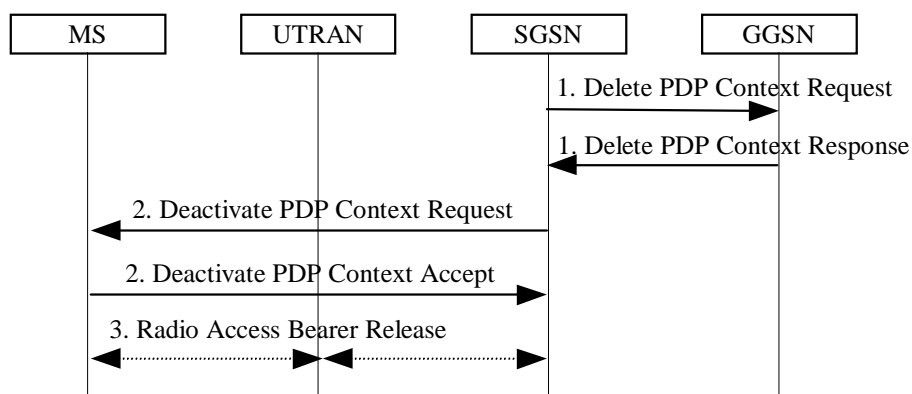 MS
UTRAN
SGSN
GGSN
1. Delete PDP Context Request
1. Delete PDP Context Response
2. Deactivate PDP Context Request
2. Deactivate PDP Context Accept
3. Radio Access Bearer Release